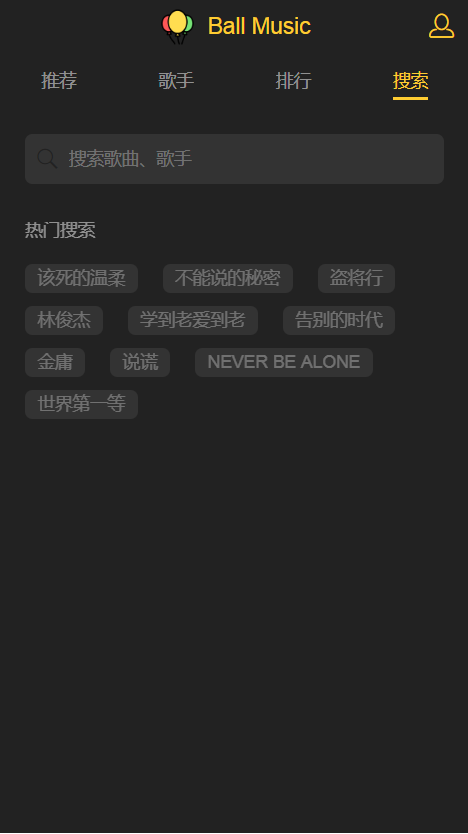 Ball Music
推荐 歌手 排行 搜索
搜索歌曲、歌手
热门搜索
该死的温柔 不能说的秘密 盗将行
林俊杰 学到老爱到老 告别的时代
金庸 说谎 NEVER BE ALONE
世界第一等